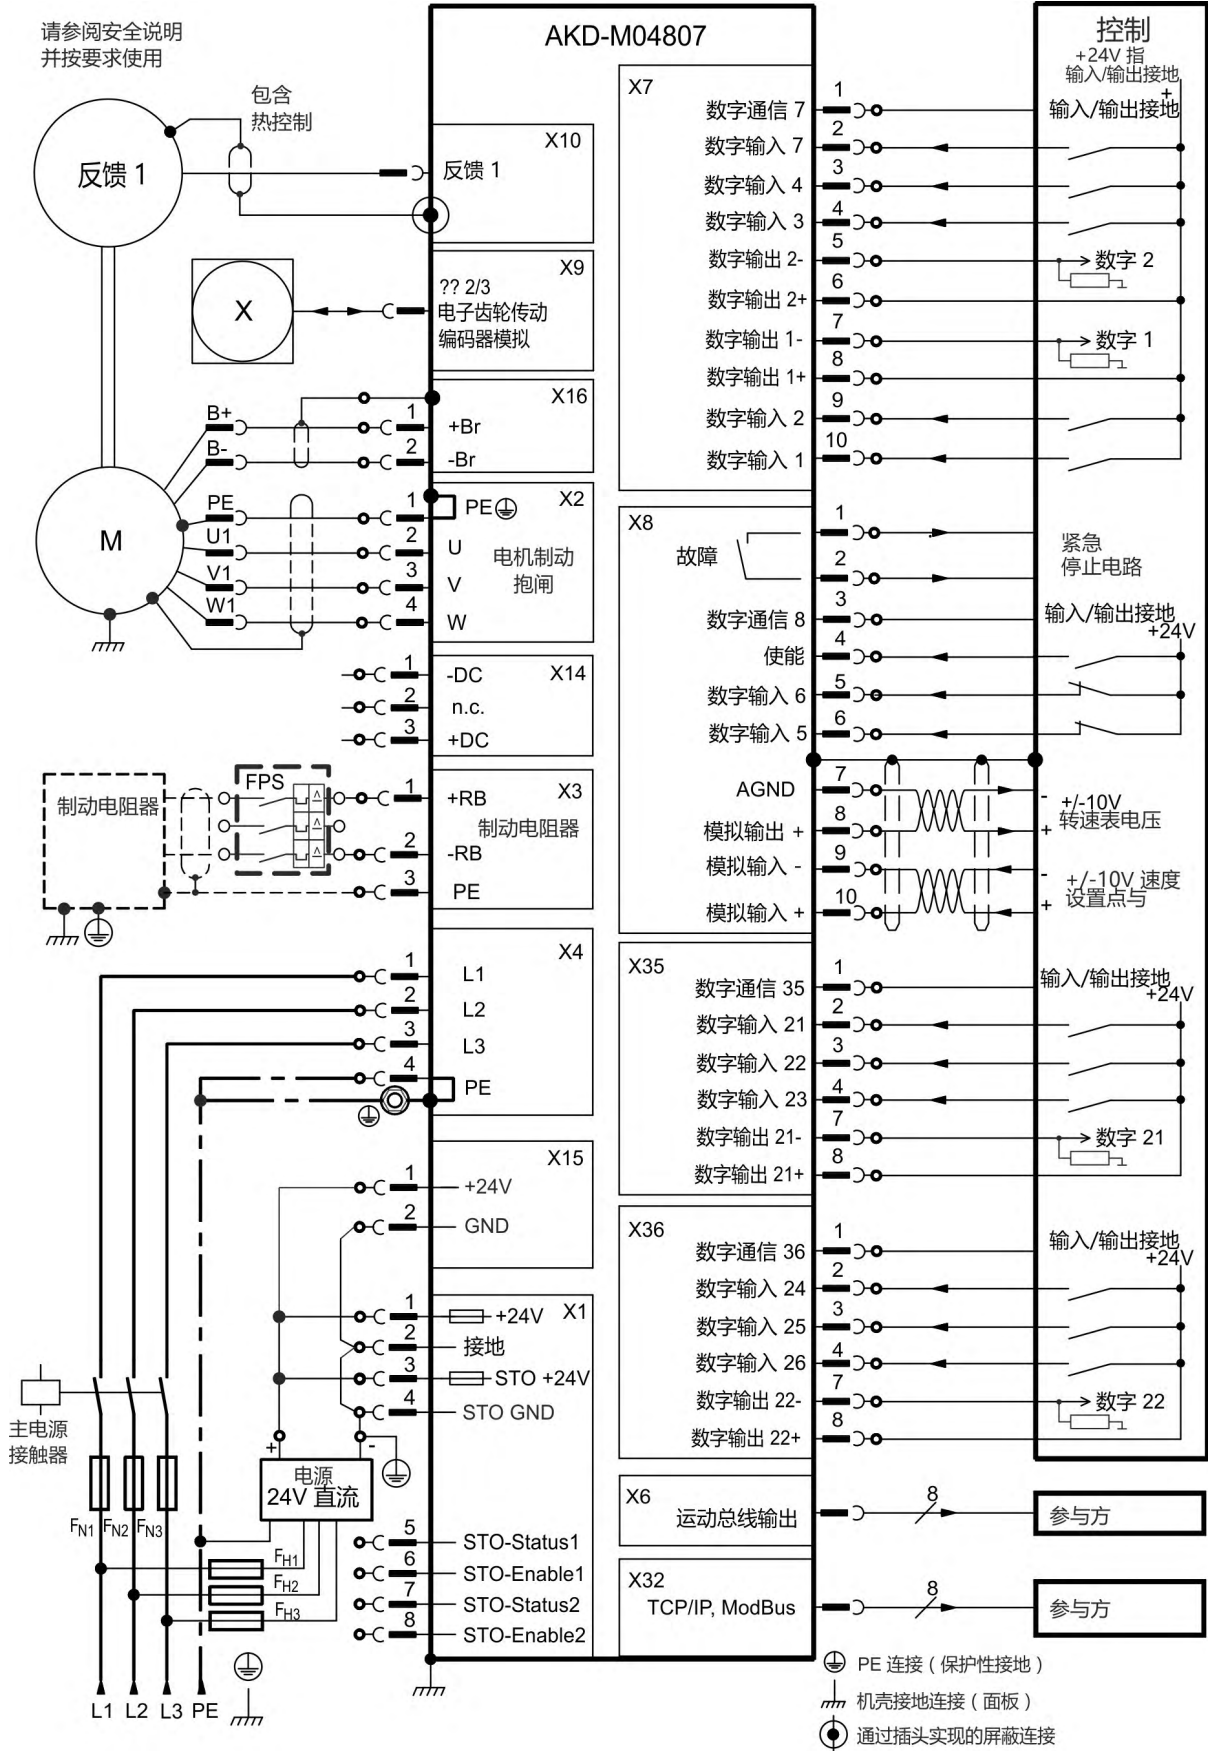 请参阅安全说明
并按要求使用
AKD-M04807
控制
+24V 指
输入/输出接地
+
输入/输出接地
包含
热控制
反馈 1
X10
反馈 1
X
X9
?? 2/3
电子齿轮传动
编码器模拟
X16
B+
1
+Br
B-
2
-Br
M
X2
PE
1
PE
U1
2
U
V1
3
V
W1
4
W
电机制动
抱闸
X14
1
-DC
2
n.c.
3
+DC
制动电阻器
FPS
X3
1
+RB
制动电阻器
2
-RB
3
PE
X4
1
L1
2
L2
3
L3
4
PE
X15
1
+24V
2
GND
X1
1
+24V
2
接地
3
STO +24V
4
STO GND
主电源
接触器
+
-
电源
24V 直流
FN1 FN2 FN3
FH1
FH2
FH3
5
STO-Status1
6
STO-Enable1
7
STO-Status2
8
STO-Enable2
L1 L2 L3 PE
X7
数字通信 7
1
数字输入 7
2
数字输入 4
3
数字输入 3
4
数字输出 2-
5
数字 2
数字输出 2+
6
数字输出 1-
7
数字 1
数字输出 1+
8
数字输入 2
9
数字输入 1
10
X8
故障
1
2
紧急
停止电路
数字通信 8
3
输入/输出接地
+24V
使能
4
数字输入 6
5
数字输入 5
6
AGND
7
-
模拟输出 +
8
+
+/-10V
转速表电压
模拟输入 -
9
-
模拟输入 +
10
+
+/-10V 速度
设置点与
X35
数字通信 35
1
输入/输出接地
+24V
数字输入 21
2
数字输入 22
3
数字输入 23
4
数字输出 21-
7
数字 21
数字输出 21+
8
X36
数字通信 36
1
输入/输出接地
+24V
数字输入 24
2
数字输入 25
3
数字输入 26
4
数字输出 22-
7
数字 22
数字输出 22+
8
X6
运动总线输出
8
参与方
X32
TCP/IP, ModBus
8
参与方
PE 连接（保护性接地）
机壳接地连接（面板）
通过插头实现的屏蔽连接